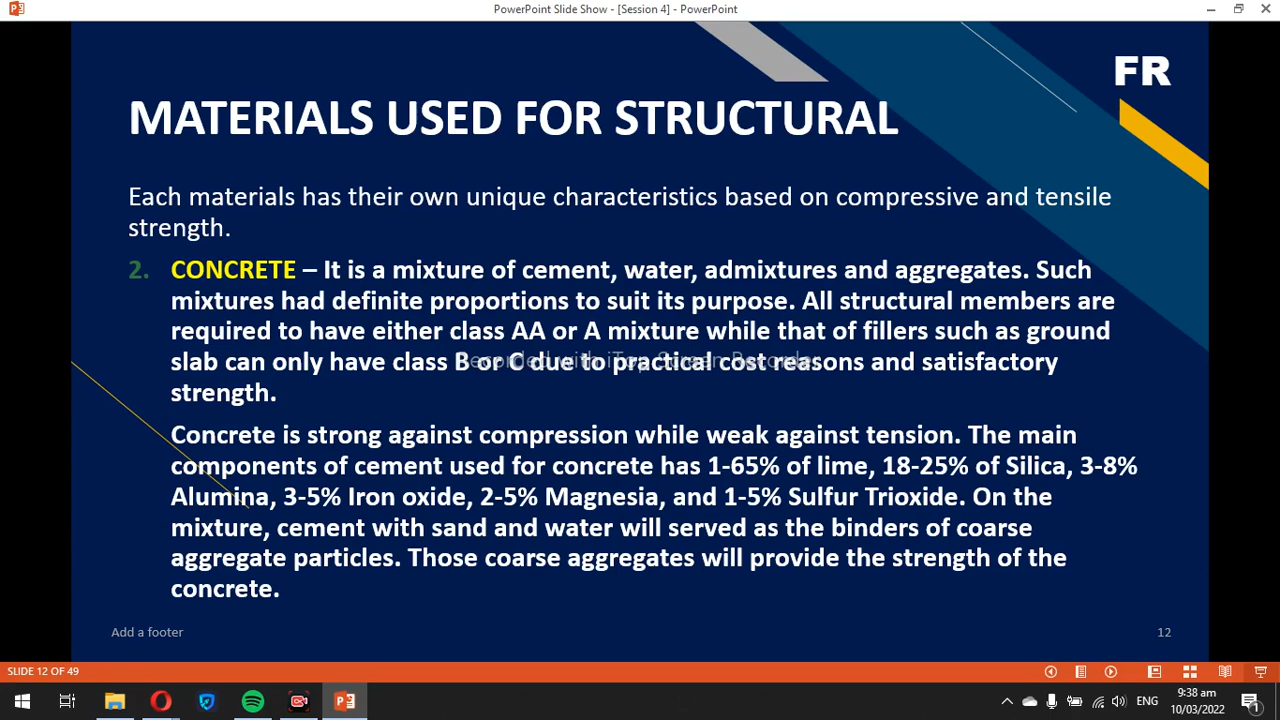 PowerPoint Slide Show - [Session 4] - PowerPoint
FR
MATERIALS USED FOR STRUCTURAL
Each materials has their own unique characteristics based on compressive and tensile
strength.
2. CONCRETE – It is a mixture of cement, water, admixtures and aggregates. Such
mixtures had definite proportions to suit its purpose. All structural members are
required to have either class AA or A mixture while that of fillers such as ground
slab can only have class B or C due to practical cost reasons and satisfactory
Recorded with iTop Screen Recorder
strength.
Concrete is strong against compression while weak against tension. The main
components of cement used for concrete has 1-65% of lime, 18-25% of Silica, 3-8%
Alumina, 3-5% Iron oxide, 2-5% Magnesia, and 1-5% Sulfur Trioxide. On the
mixture, cement with sand and water will served as the binders of coarse
aggregate particles. Those coarse aggregates will provide the strength of the
concrete.
Add a footer
12
SLIDE 12 OF 49
ENG
9:38 am
10/03/2022
1